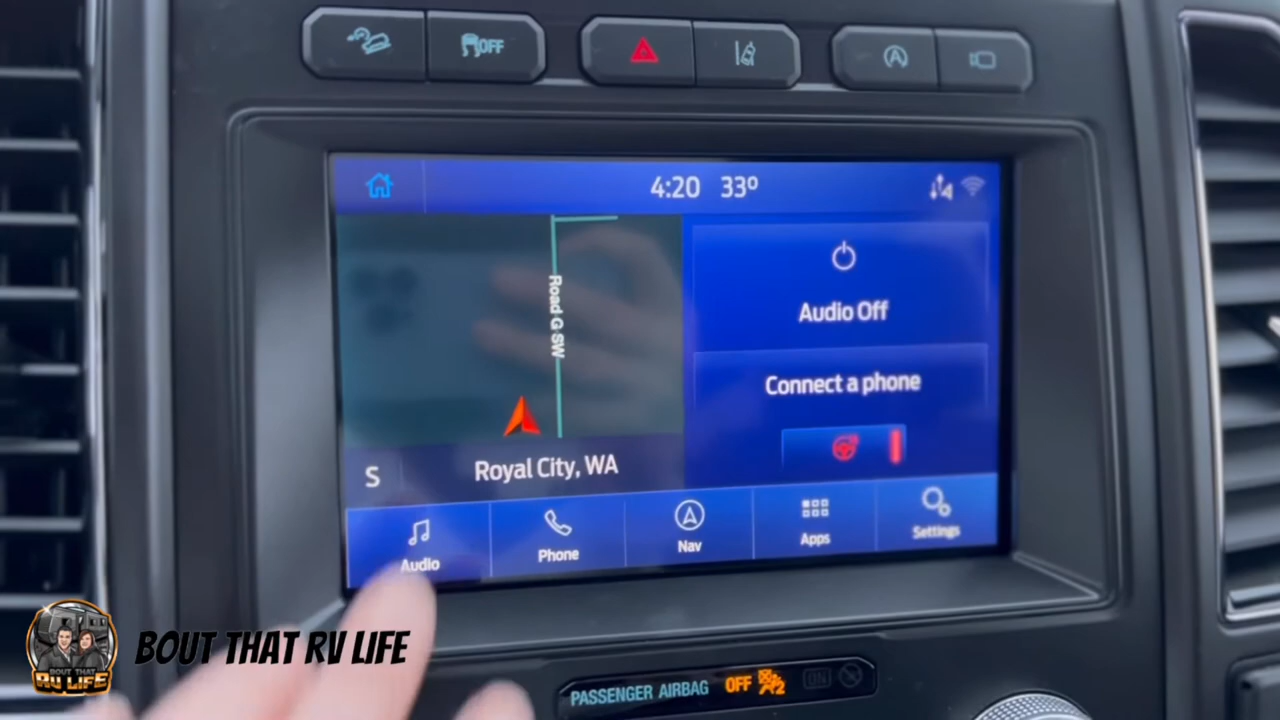 OFF
4:20 33°
Road G SW
Audio Off
Connect a phone
S
Royal City, WA
Audio
Phone
Nav
Apps
Settings
BOUT THAT RV LIFE
BOUT THAT
RV LIFE
PASSENGER AIRBAG OFF 2 ON